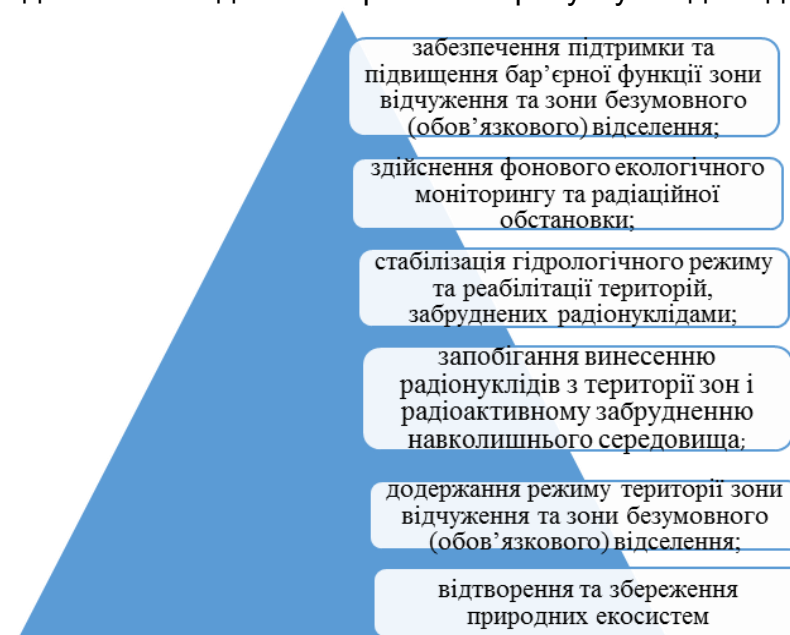 забезпечення підтримки та
підвищення бар’єрної функції зони
відчуження та зони безумовного
(обов’язкового) відселення;
здійснення фонового екологічного
моніторингу та радіаційної
обстановки;
стабілізація гідрологічного режиму
та реабілітації територій,
забруднених радіонуклідами;
запобігання винесенню
радіонуклідів з території зон і
радіоактивному забрудненню
навколишнього середовища;
додержання режиму території зони
відчуження та зони безумовного
(обов’язкового) відселення;
відтворення та збереження
природних екосистем